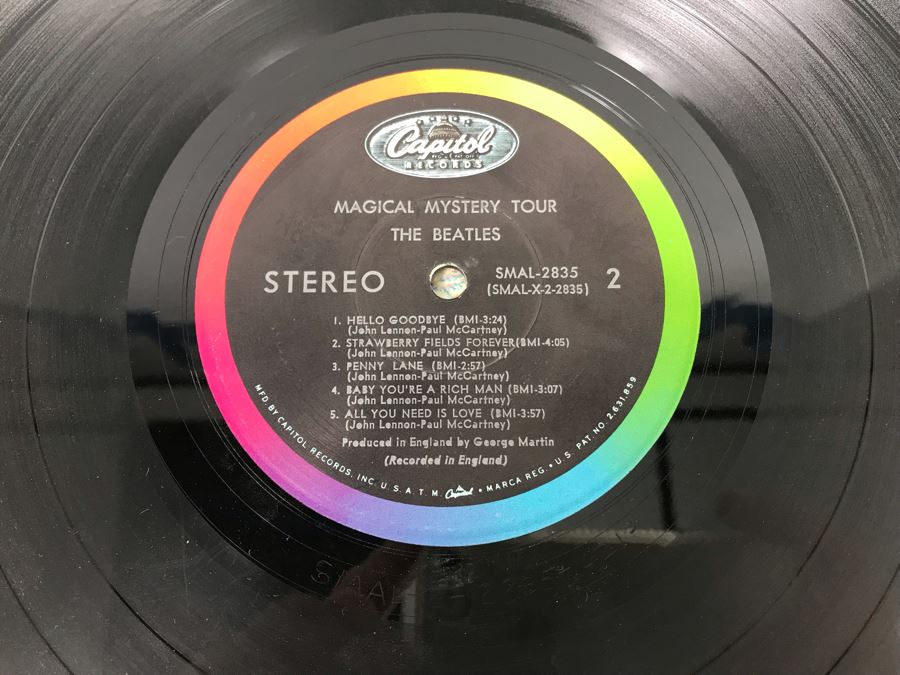 Capitol
RECORDS
MAGICAL MYSTERY TOUR
THE BEATLES
STEREO
SMAL-2835
(SMAL-X-2-2835)
2
1. HELLO GOODBYE (BMI-3:24)
(John Lennon-Paul McCartney)
2. STRAWBERRY FIELDS FOREVER(BMI-4:05)
(John Lennon-Paul McCartney)
3. PENNY LANE (BMI-2:57)
(John Lennon-Paul McCartney)
4. BABY YOU'RE A RICH MAN (BMI-3:07)
(John Lennon-Paul McCartney)
5. ALL YOU NEED IS LOVE (BMI-3:57)
(John Lennon-Paul McCartney)
Produced in England by George Martin
(Recorded in England)
MFD. BY CAPITOL RECORDS, INC. U. S. A. T. M. Capitol • MARCA REG. • U. S. PAT. NO. 2,631,859